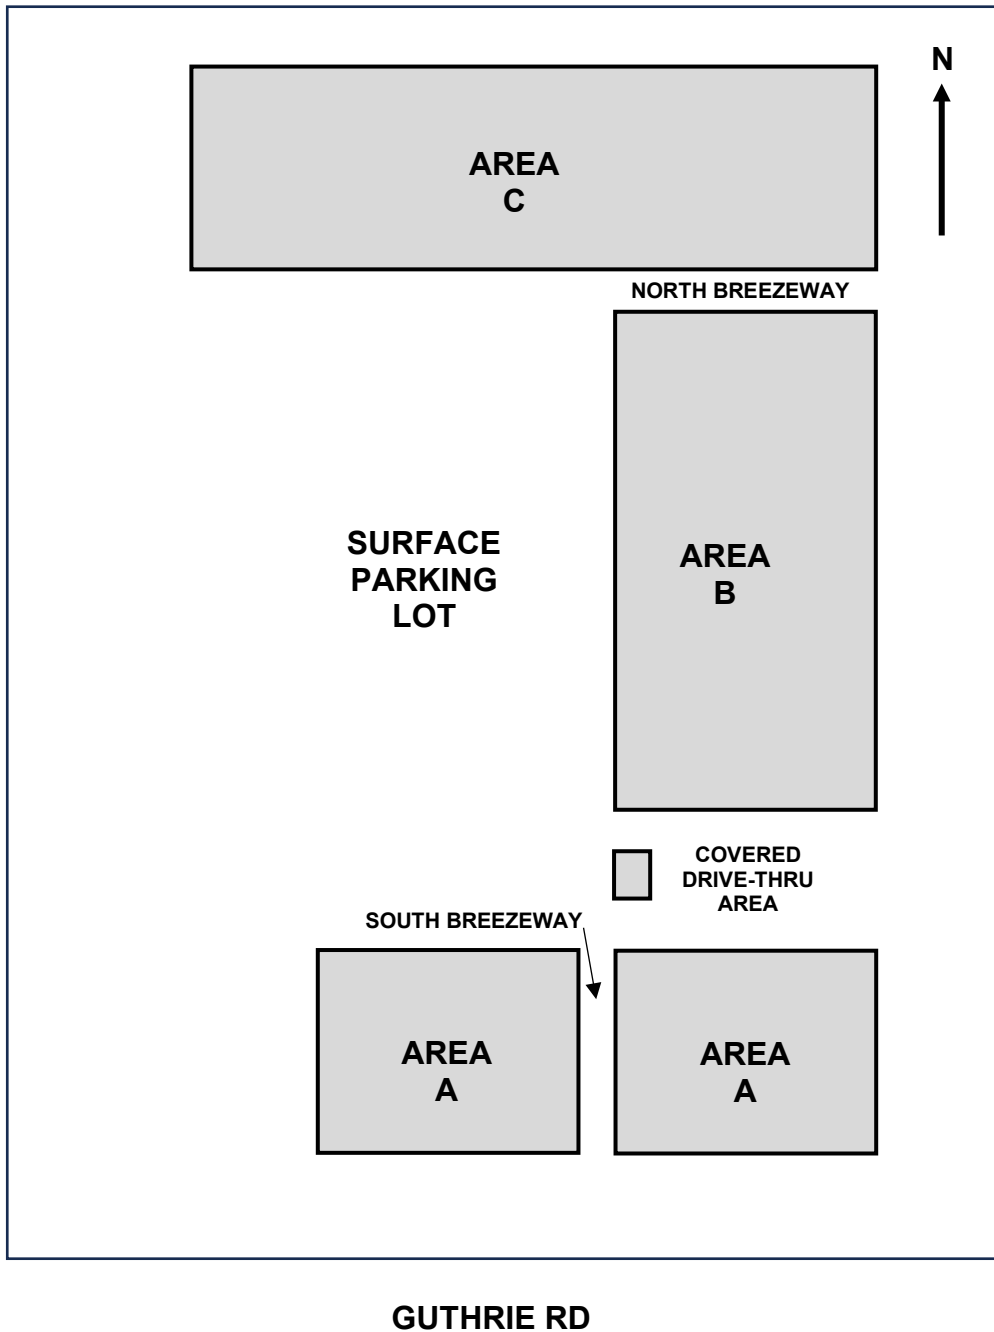 N
AREA
C
NORTH BREEZEWAY
SURFACE
PARKING
LOT
AREA
B
COVERED
DRIVE-THRU
AREA
SOUTH BREEZEWAY
AREA
A
AREA
A
GUTHRIE RD